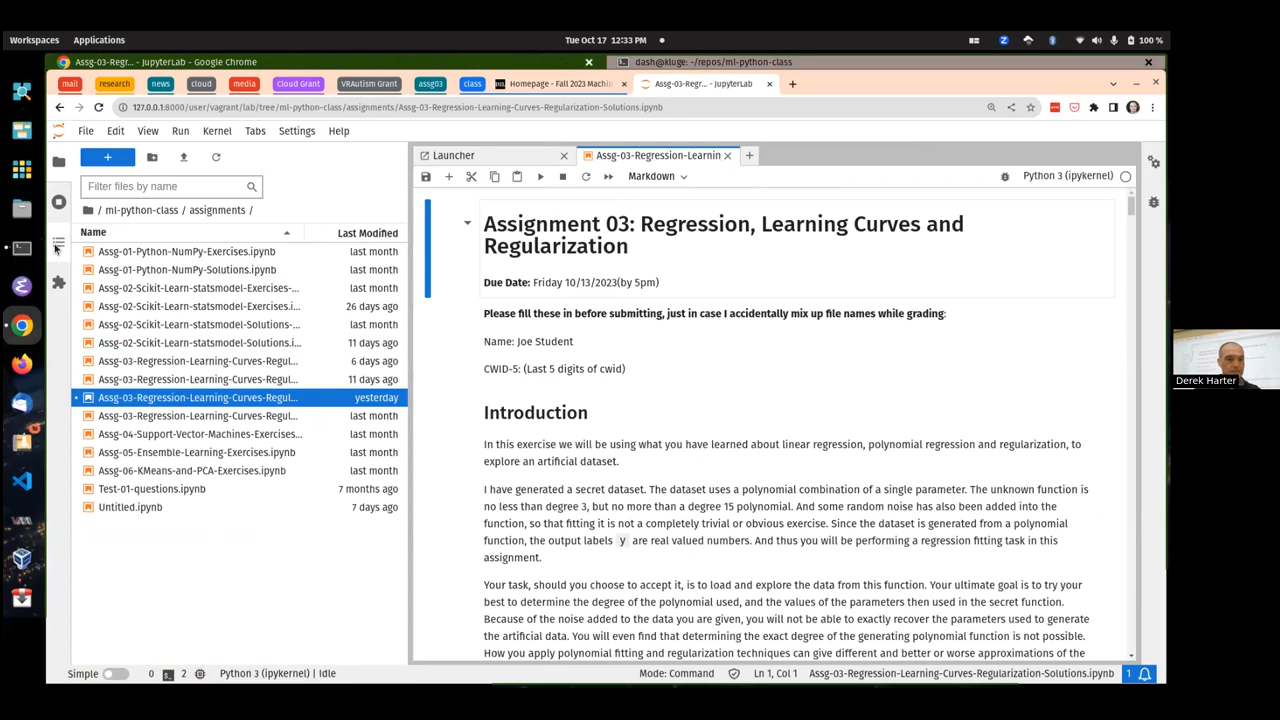 Workspaces Applications Tue Oct 17 12:33 PM 100 %
Assg-03-Regr... - JupyterLab - Google Chrome dash@kluge: ~/repos/ml-python-class
mail research news cloud media Cloud Grant VRAutism Grant assg03 class Homepage - Fall 2023 Machin Assg-03-Regr... - JupyterLab
127.0.0.1:8000/user/vagrant/lab/tree/ml-python-class/assignments/Assg-03-Regression-Learning-Curves-Regularization-Solutions.ipynb
File Edit View Run Kernel Tabs Settings Help
Launcher Assg-03-Regression-Learnin
Markdown Python 3 (ipykernel)
Filter files by name
/ ml-python-class / assignments /
Name Last Modified
Assg-01-Python-NumPy-Exercises.ipynb last month
Assg-01-Python-NumPy-Solutions.ipynb last month
Assg-02-Scikit-Learn-statsmodel-Exercises-... last month
Assg-02-Scikit-Learn-statsmodel-Exercises.i... 26 days ago
Assg-02-Scikit-Learn-statsmodel-Solutions-... last month
Assg-02-Scikit-Learn-statsmodel-Solutions.i... 11 days ago
Assg-03-Regression-Learning-Curves-Regul... 6 days ago
Assg-03-Regression-Learning-Curves-Regul... 11 days ago
Assg-03-Regression-Learning-Curves-Regul... yesterday
Assg-03-Regression-Learning-Curves-Regul... last month
Assg-04-Support-Vector-Machines-Exercises... last month
Assg-05-Ensemble-Learning-Exercises.ipynb last month
Assg-06-KMeans-and-PCA-Exercises.ipynb last month
Test-01-questions.ipynb 7 months ago
Untitled.ipynb 7 days ago
Assignment 03: Regression, Learning Curves and
Regularization
Due Date: Friday 10/13/2023(by 5pm)
Please fill these in before submitting, just in case I accidentally mix up file names while grading:
Name: Joe Student
CWID-5: (Last 5 digits of cwid)
Introduction
In this exercise we will be using what you have learned about linear regression, polynomial regression and regularization, to
explore an artificial dataset.
I have generated a secret dataset. The dataset uses a polynomial combination of a single parameter. The unknown function is
no less than degree 3, but no more than a degree 15 polynomial. And some random noise has also been added into the
function, so that fitting it is not a completely trivial or obvious exercise. Since the dataset is generated from a polynomial
function, the output labels y are real valued numbers. And thus you will be performing a regression fitting task in this
assignment.
Your task, should you choose to accept it, is to load and explore the data from this function. Your ultimate goal is to try your
best to determine the degree of the polynomial used, and the values of the parameters then used in the secret function.
Because of the noise added to the data you are given, you will not be able to exactly recover the parameters used to generate
the artificial data. You will even find that determining the exact degree of the generating polynomial function is not possible.
How you apply polynomial fitting and regularization techniques can give different and better or worse approximations of the
Derek Harter
Simple 0 2 Python 3 (ipykernel) | Idle Mode: Command Ln 1, Col 1 Assg-03-Regression-Learning-Curves-Regularization-Solutions.ipynb 1